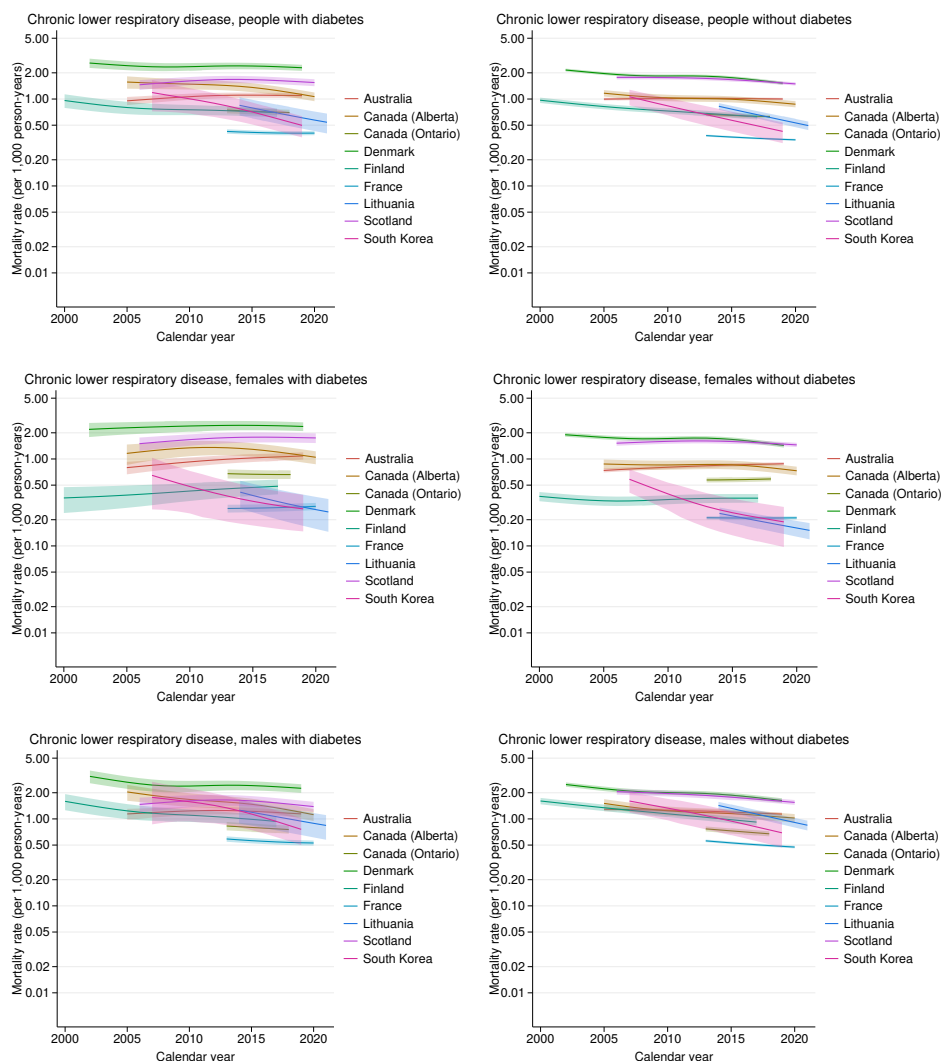 Chronic lower respiratory disease, people with diabetes
Mortality rate (per 1,000 person-years)
5.00
2.00
1.00
0.50
0.20
0.10
0.05
0.02
0.01
2000
2005
2010
2015
2020
Calendar year
Australia
Canada (Alberta)
Canada (Ontario)
Denmark
Finland
France
Lithuania
Scotland
South Korea
Chronic lower respiratory disease, people without diabetes
Mortality rate (per 1,000 person-years)
5.00
2.00
1.00
0.50
0.20
0.10
0.05
0.02
0.01
2000
2005
2010
2015
2020
Calendar year
Australia
Canada (Alberta)
Canada (Ontario)
Denmark
Finland
France
Lithuania
Scotland
South Korea
Chronic lower respiratory disease, females with diabetes
Mortality rate (per 1,000 person-years)
5.00
2.00
1.00
0.50
0.20
0.10
0.05
0.02
0.01
2000
2005
2010
2015
2020
Calendar year
Australia
Canada (Alberta)
Canada (Ontario)
Denmark
Finland
France
Lithuania
Scotland
South Korea
Chronic lower respiratory disease, females without diabetes
Mortality rate (per 1,000 person-years)
5.00
2.00
1.00
0.50
0.20
0.10
0.05
0.02
0.01
2000
2005
2010
2015
2020
Calendar year
Australia
Canada (Alberta)
Canada (Ontario)
Denmark
Finland
France
Lithuania
Scotland
South Korea
Chronic lower respiratory disease, males with diabetes
Mortality rate (per 1,000 person-years)
5.00
2.00
1.00
0.50
0.20
0.10
0.05
0.02
0.01
2000
2005
2010
2015
2020
Calendar year
Australia
Canada (Alberta)
Canada (Ontario)
Denmark
Finland
France
Lithuania
Scotland
South Korea
Chronic lower respiratory disease, males without diabetes
Mortality rate (per 1,000 person-years)
5.00
2.00
1.00
0.50
0.20
0.10
0.05
0.02
0.01
2000
2005
2010
2015
2020
Calendar year
Australia
Canada (Alberta)
Canada (Ontario)
Denmark
Finland
France
Lithuania
Scotland
South Korea